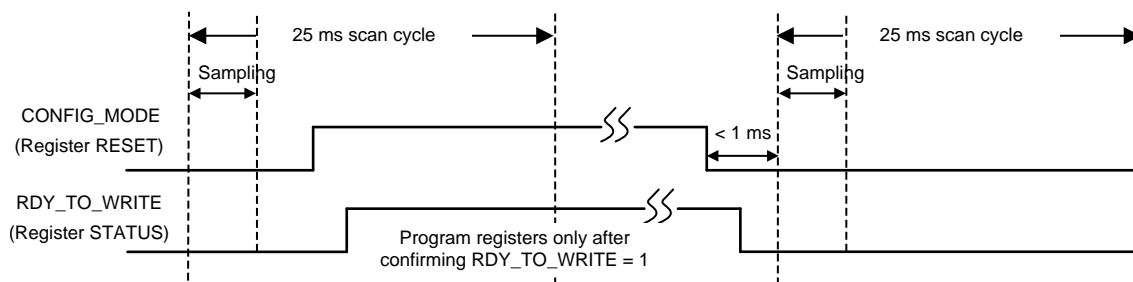 25 ms scan cycle
25 ms scan cycle
Sampling
Sampling
CONFIG_MODE
(Register RESET)
< 1 ms
RDY_TO_WRITE
(Register STATUS)
Program registers only after
confirming RDY_TO_WRITE = 1